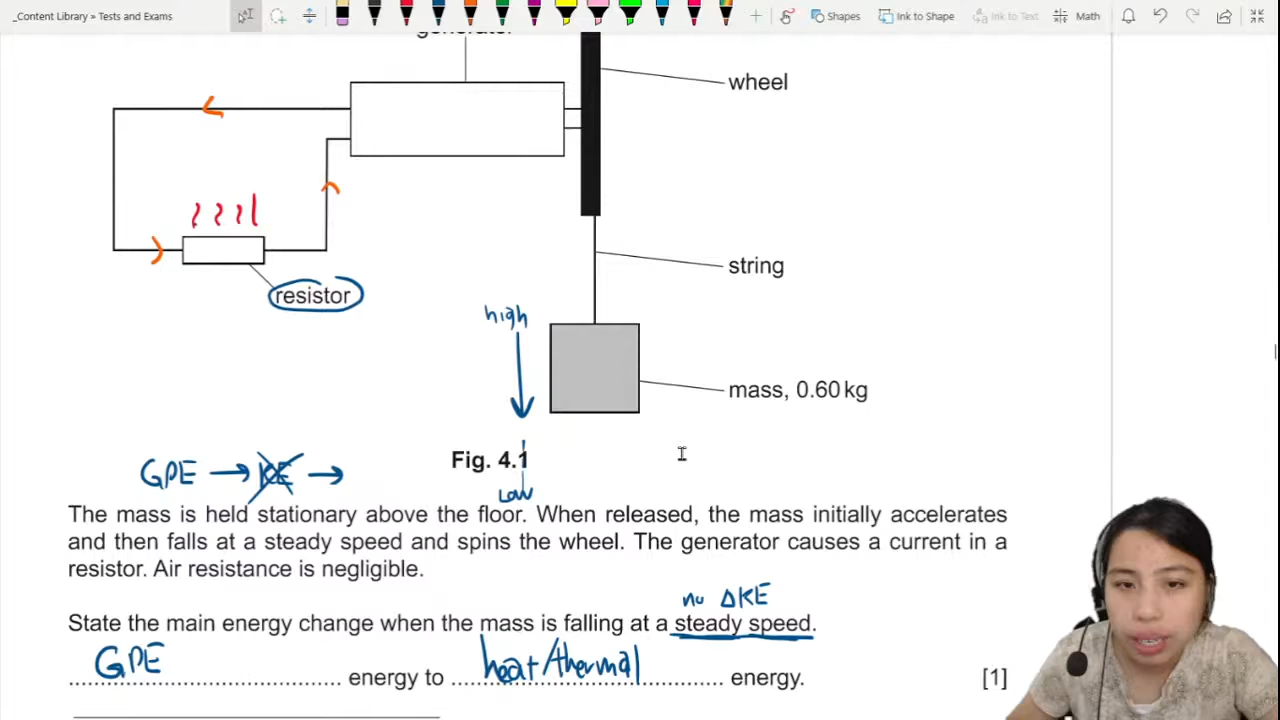 _Content Library » Tests and Exams
Shapes
Ink to Shape
Ink to Text
Math
generator
wheel
string
resistor
high
mass, 0.60 kg
Fig. 4.1
GPE → KE →
Low
The mass is held stationary above the floor. When released, the mass initially accelerates
and then falls at a steady speed and spins the wheel. The generator causes a current in a
resistor. Air resistance is negligible.
no ΔKE
State the main energy change when the mass is falling at a steady speed.
GPE energy to heat/thermal energy. [1]